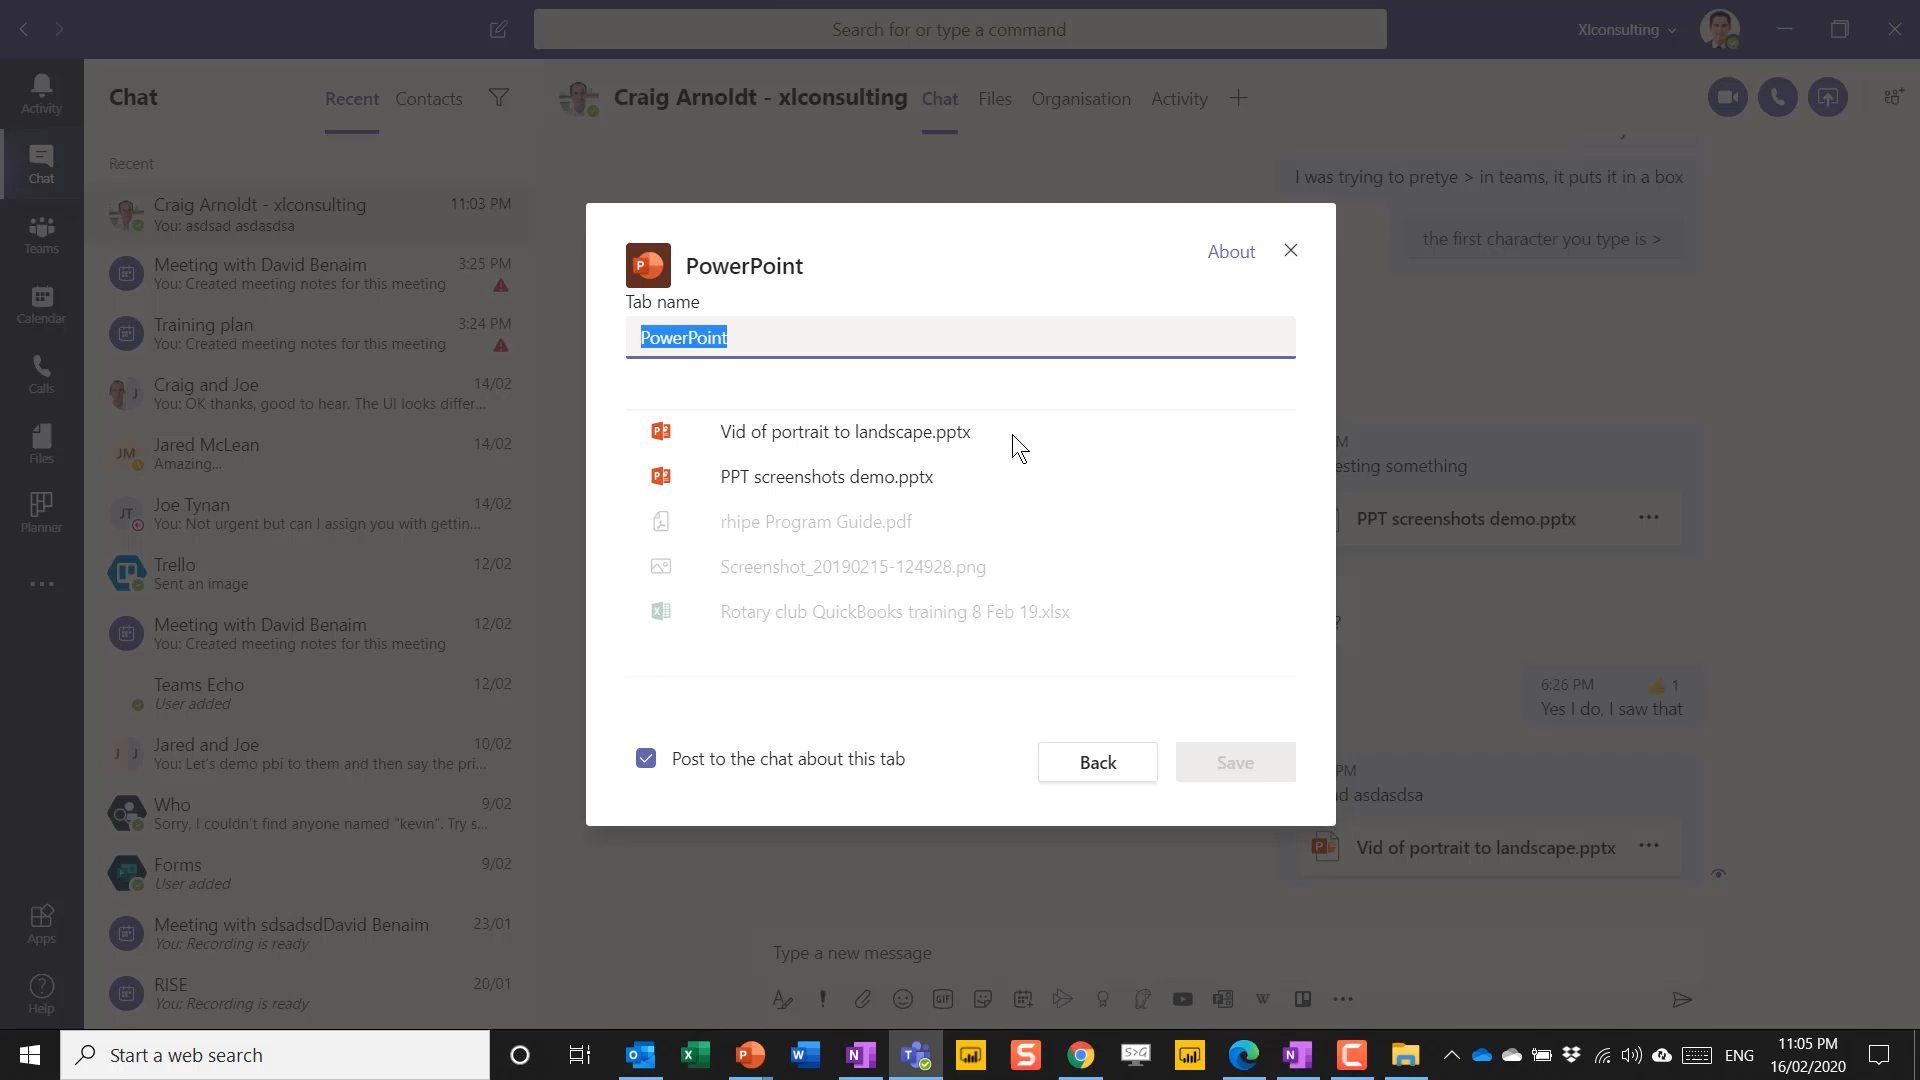 Search for or type a command
Xlconsulting
Activity
Chat
Teams
Calendar
Calls
Files
Planner
Apps
Help
Chat
Recent
Contacts
Recent
Craig Arnoldt - xlconsulting
11:03 PM
You: asdsad asdasdsa
Meeting with David Benaim
3:25 PM
You: Created meeting notes for this meeting
Training plan
3:24 PM
You: Created meeting notes for this meeting
Craig and Joe
14/02
You: OK thanks, good to hear. The UI looks differ...
JM
Jared McLean
14/02
Amazing...
JT
Joe Tynan
14/02
You: Not urgent but can I assign you with gettin...
Trello
12/02
Sent an image
Meeting with David Benaim
12/02
You: Created meeting notes for this meeting
Teams Echo
12/02
User added
J J
Jared and Joe
10/02
You: Let's demo pbi to them and then say the pri...
Who
9/02
Sorry, I couldn't find anyone named "kevin". Try s...
Forms
9/02
User added
Meeting with sdsadsdDavid Benaim
23/01
You: Recording is ready
RISE
20/01
You: Recording is ready
Craig Arnoldt - xlconsulting
Chat
Files
Organisation
Activity
I was trying to pretye > in teams, it puts it in a box
the first character you type is >
M
esting something
PPT screenshots demo.pptx
?
6:26 PM
1
Yes I do, I saw that
PM
d asdasdsa
Vid of portrait to landscape.pptx
Type a new message
GIF
PowerPoint
About
Tab name
PowerPoint
Vid of portrait to landscape.pptx
PPT screenshots demo.pptx
rhipe Program Guide.pdf
Screenshot_20190215-124928.png
Rotary club QuickBooks training 8 Feb 19.xlsx
Post to the chat about this tab
Back
Save
Start a web search
S>G
ENG
11:05 PM
16/02/2020